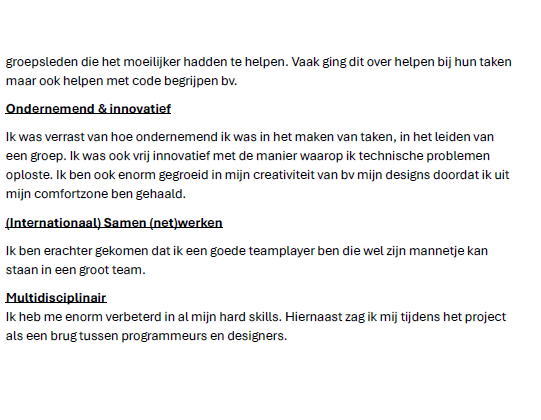 groepsleden die het moeilijker hadden te helpen. Vaak ging dit over helpen bij hun taken
maar ook helpen met code begrijpen bv.
Ondernemend & innovatief
Ik was verrast van hoe ondernemend ik was in het maken van taken, in het leiden van
een groep. Ik was ook vrij innovatief met de manier waarop ik technische problemen
oploste. Ik ben ook enorm gegroeid in mijn creativiteit van bv mijn designs doordat ik uit
mijn comfortzone ben gehaald.
(Internationaal) Samen (net)werken
Ik ben erachter gekomen dat ik een goede teamplayer ben die wel zijn mannetje kan
staan in een groot team.
Multidisciplinair
Ik heb me enorm verbeterd in al mijn hard skills. Hiernaast zag ik mij tijdens het project
als een brug tussen programmeurs en designers.